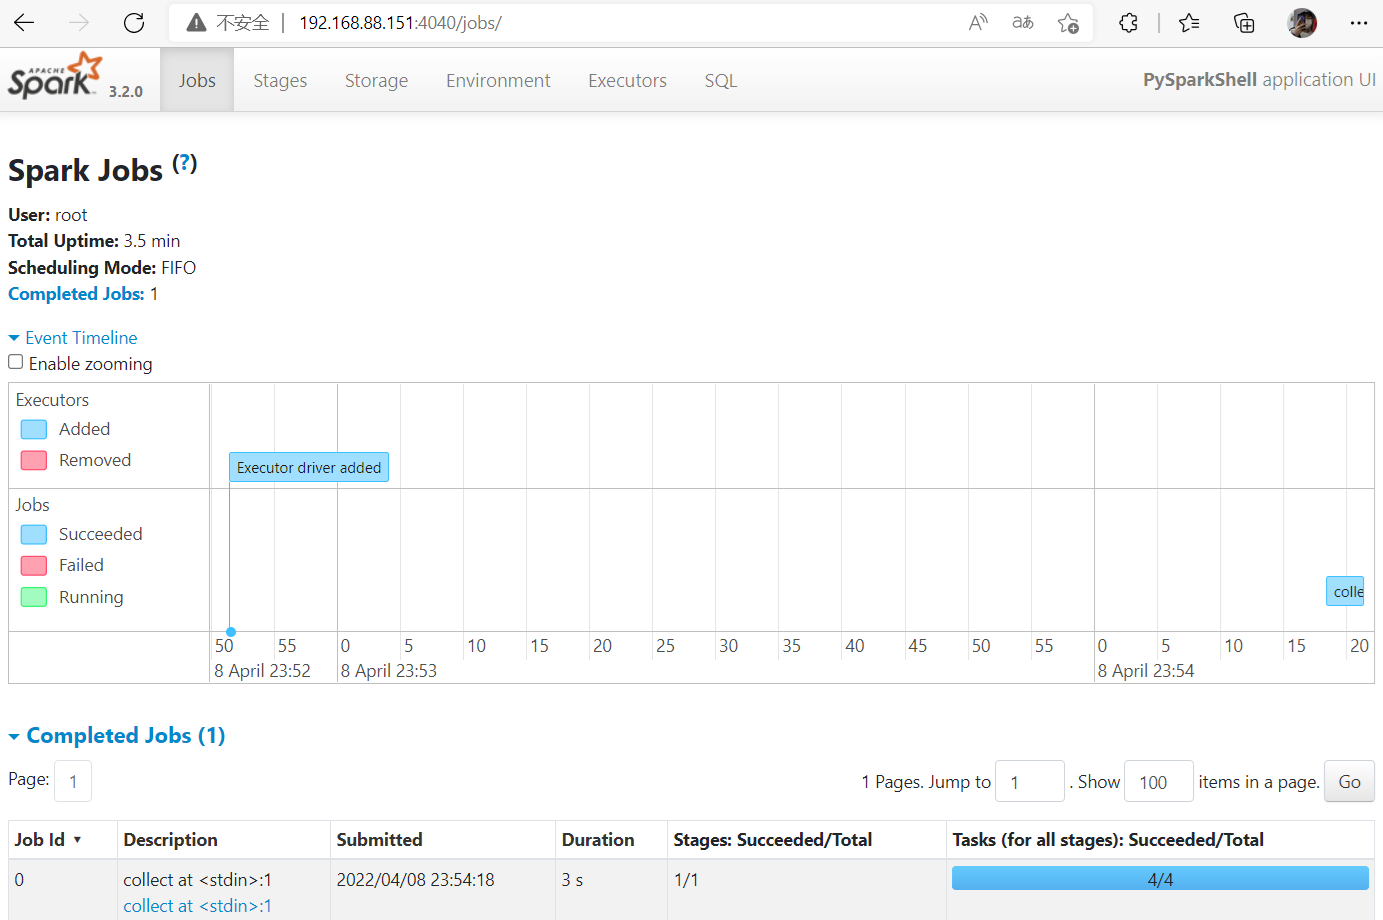 不安全 192.168.88.151:4040/jobs/
APACHE Spark 3.2.0 Jobs Stages Storage Environment Executors SQL PySparkShell application UI
Spark Jobs (?)
User: root
Total Uptime: 3.5 min
Scheduling Mode: FIFO
Completed Jobs: 1
Event Timeline
Enable zooming
Executors
Added
Removed
Executor driver added
Jobs
Succeeded
Failed
Running
colle
50 55 0 5 10 15 20 25 30 35 40 45 50 55 0 5 10 15 20
8 April 23:52 8 April 23:53 8 April 23:54
Completed Jobs (1)
Page: 1 1 Pages. Jump to 1 . Show 100 items in a page. Go
Job Id Description Submitted Duration Stages: Succeeded/Total Tasks (for all stages): Succeeded/Total
0 collect at <stdin>:1 2022/04/08 23:54:18 3 s 1/1 4/4
collect at <stdin>:1